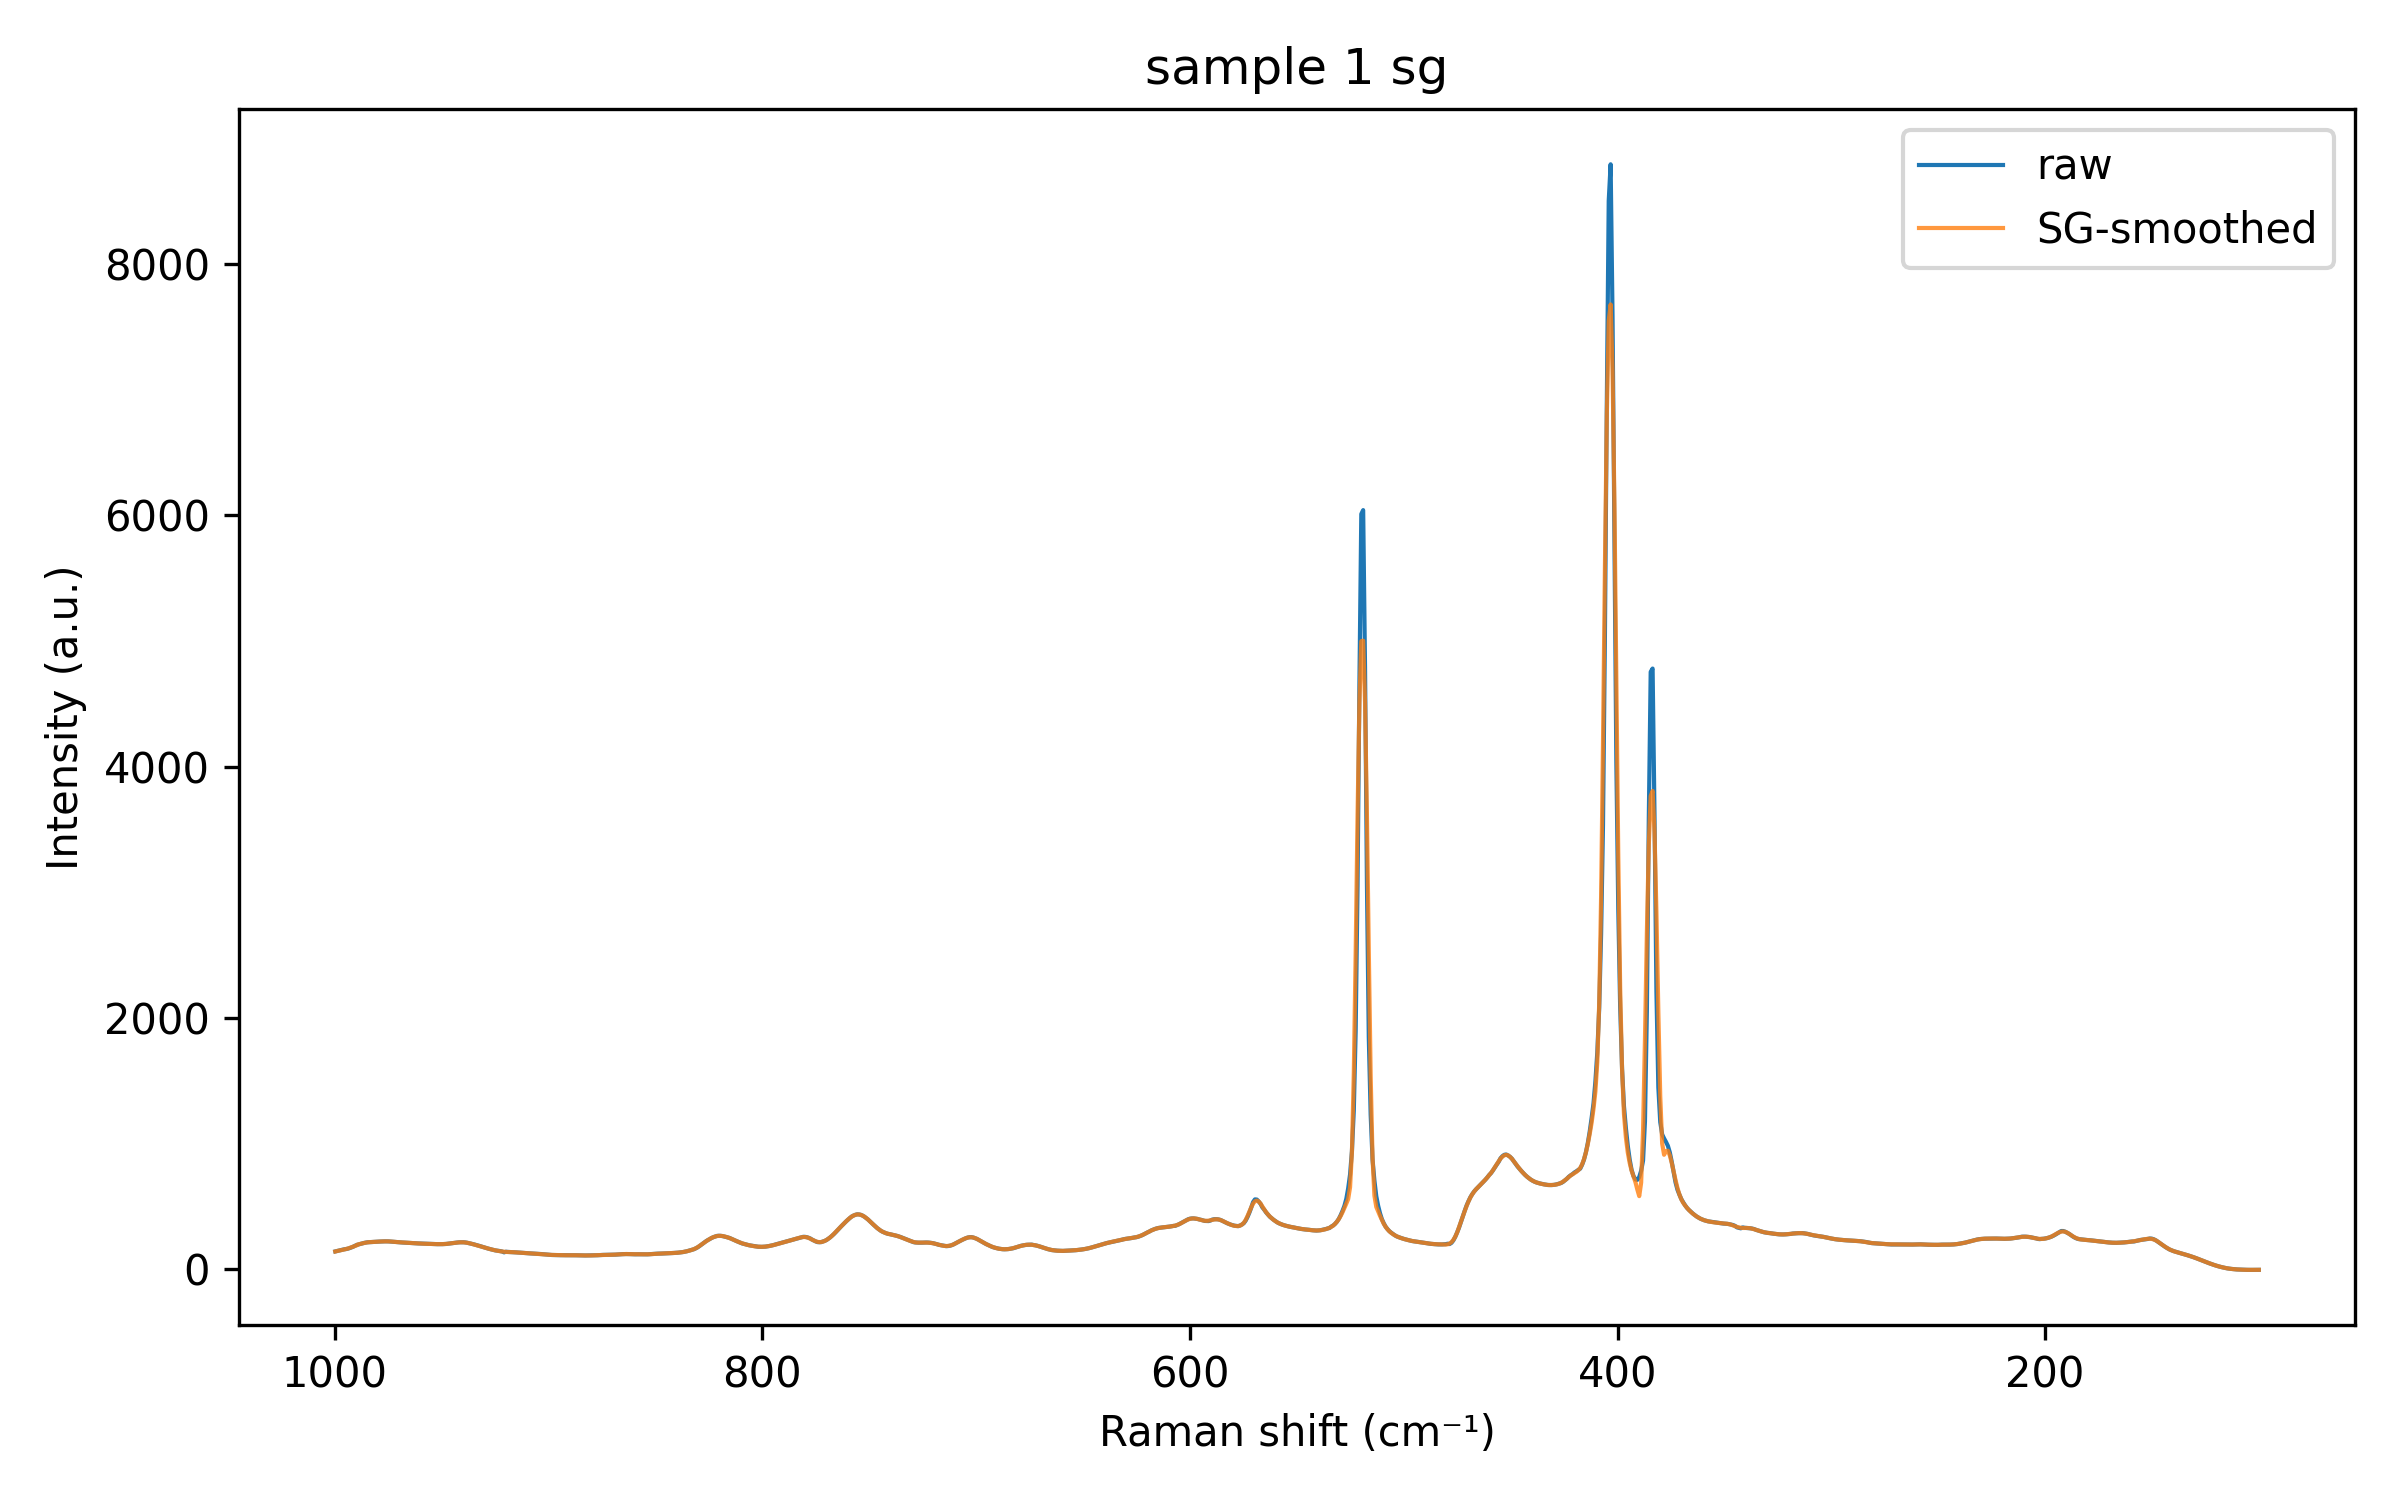 sample 1 sg
raw
SG-smoothed
8000
6000
4000
2000
0
Intensity (a.u.)
1000 800 600 400 200
Raman shift (cm⁻¹)